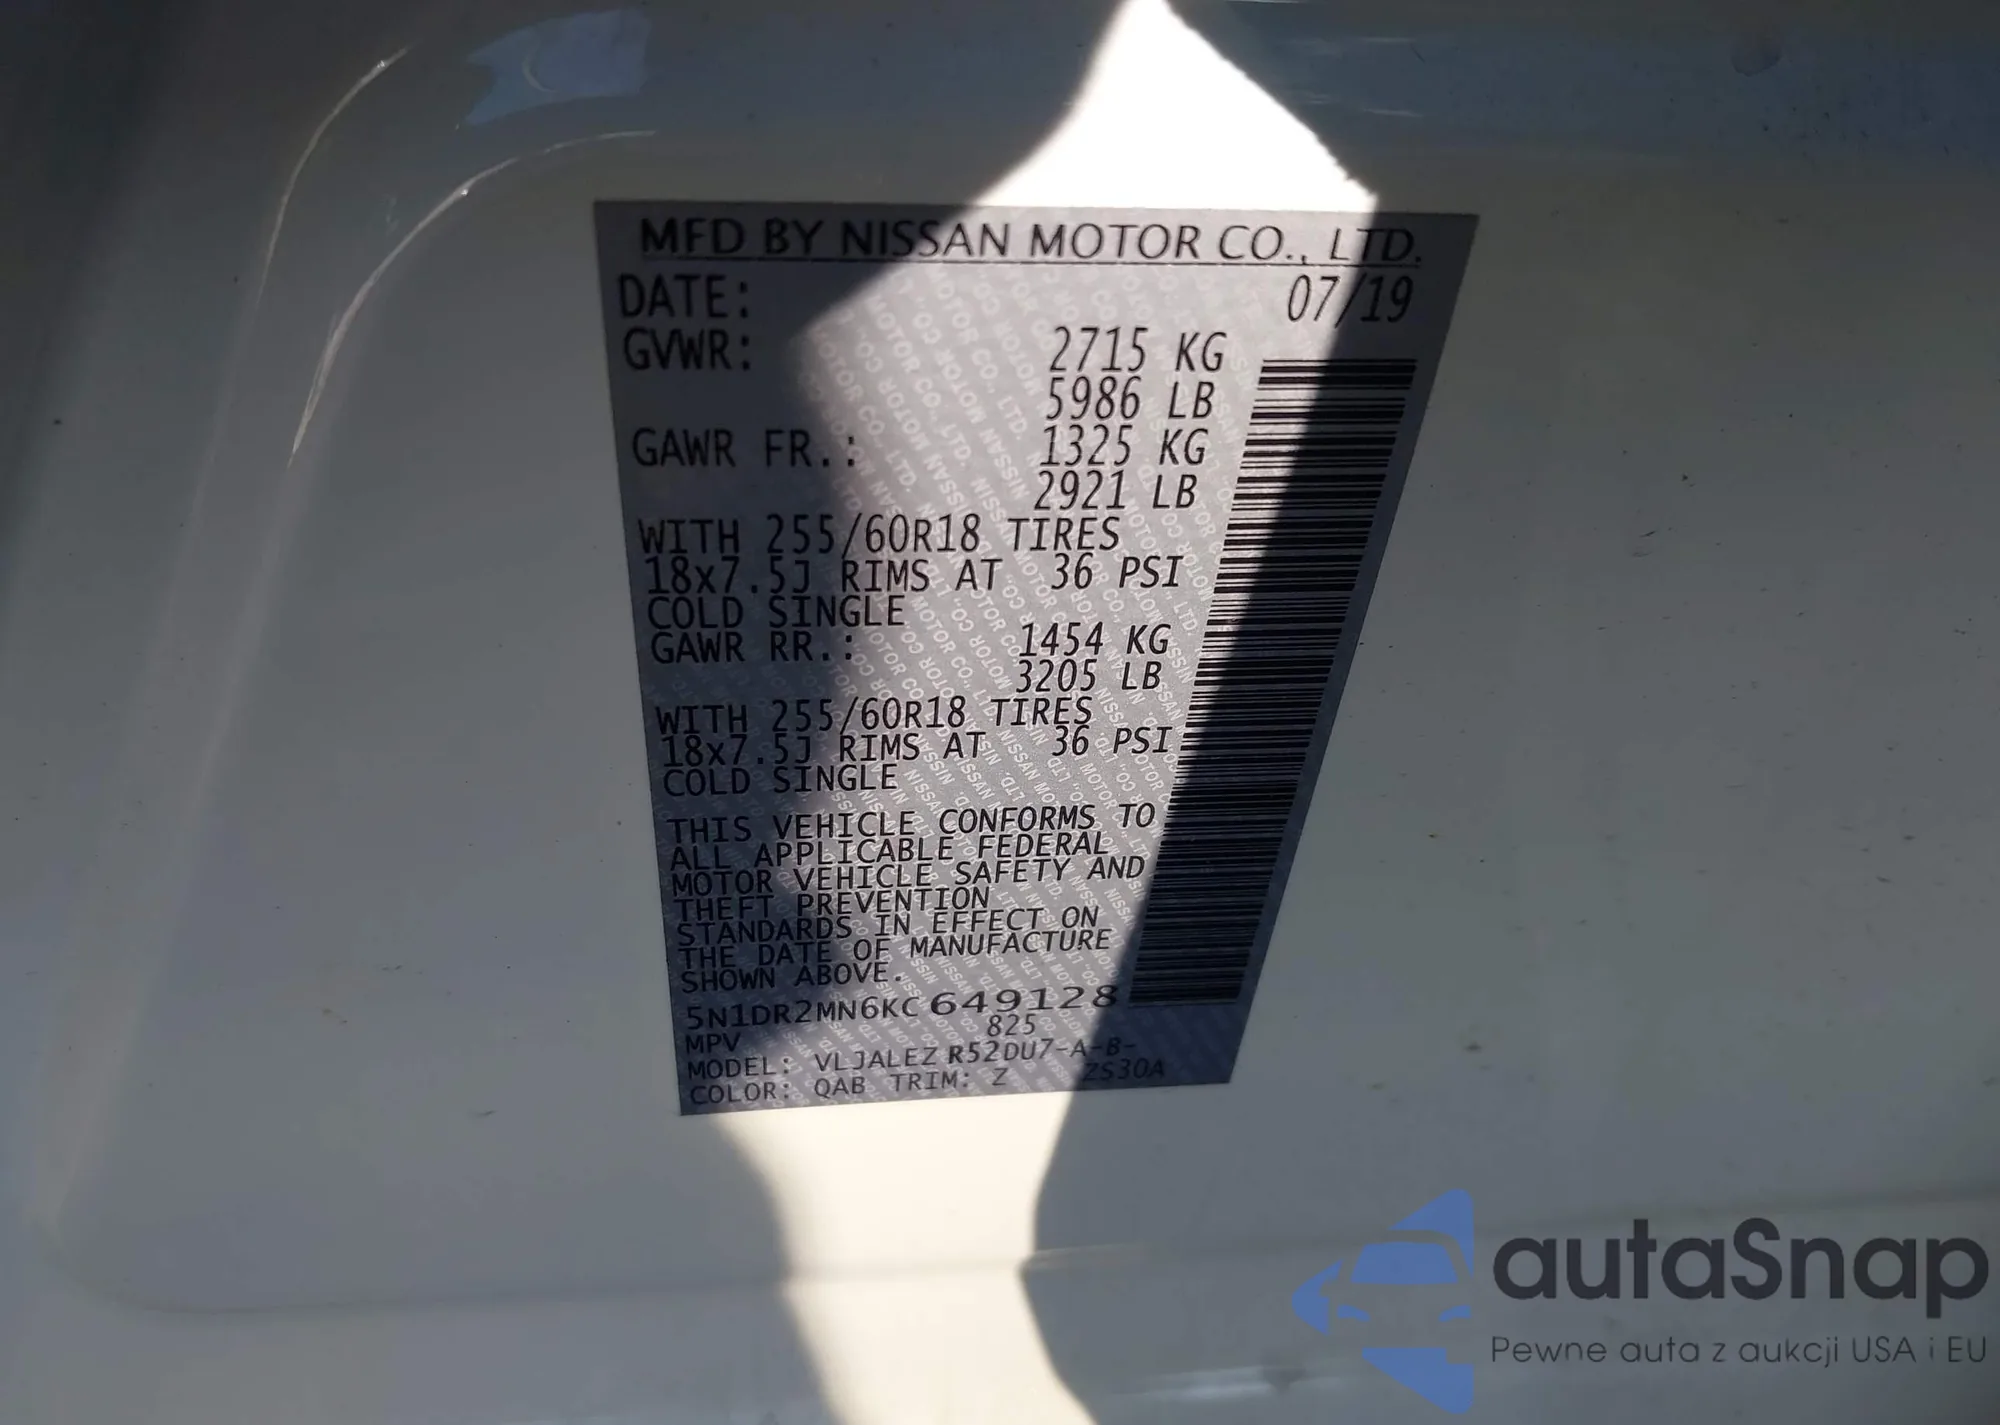 MFD BY NISSAN MOTOR CO., LTD.
DATE: 07/19
GVWR: 2715 KG
5986 LB
GAWR FR.: 1325 KG
2921 LB
WITH 255/60R18 TIRES
18x7.5J RIMS AT 36 PSI
COLD SINGLE
GAWR RR.: 1454 KG
3205 LB
WITH 255/60R18 TIRES
18x7.5J RIMS AT 36 PSI
COLD SINGLE
THIS VEHICLE CONFORMS TO
ALL APPLICABLE FEDERAL
MOTOR VEHICLE SAFETY AND
THEFT PREVENTION
STANDARDS IN EFFECT ON
THE DATE OF MANUFACTURE
SHOWN ABOVE.
5N1DR2MN6KC649128
MPV 825
MODEL: VLJALEZ R52DU7-A-B-
COLOR: QAB TRIM: Z ZS30A
autaSnap
Pewne auta z aukcji USA i EU